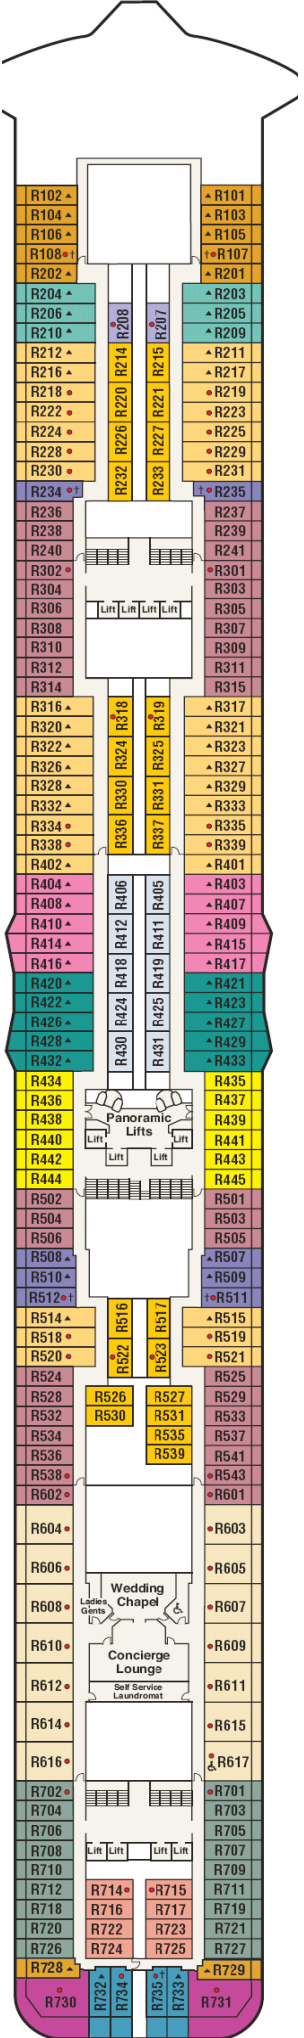 R102 R101
R104 R103
R106 R105
R108 R107
R202 R201
R204 R203
R206 R208 R207 R205
R210 R209
R212 R214 R215 R211
R216 R217
R218 R220 R221 R219
R222 R223
R224 R226 R227 R225
R228 R229
R230 R232 R233 R231
R234 R235
R236 R237
R238 R239
R240 R241
R302 R301
R304 R303
R306 Lift Lift Lift Lift R305
R308 R307
R310 R309
R312 R311
R314 R315
R316 R318 R319 R317
R320 R321
R322 R324 R325 R323
R326 R327
R328 R330 R331 R329
R332 R333
R334 R336 R337 R335
R338 R339
R402 R401
R404 R406 R405 R403
R408 R407
R410 R412 R411 R409
R414 R415
R416 R418 R419 R417
R420 R421
R422 R424 R425 R423
R426 R427
R428 R430 R431 R429
R432 R433
R434 R435
R436 R437
R438 Panoramic R439
Lifts
R440 Lift Lift R441
R442 Lift Lift R443
R444 R445
R502 R501
R504 R503
R506 R505
R508 R507
R510 R509
R512 R511
R514 R516 R517 R515
R518 R519
R520 R522 R523 R521
R524 R525
R528 R526 R527 R529
R532 R530 R531 R533
R534 R535 R537
R536 R539 R541
R538 R543
R602 R601
R604 R603
R606 R605
Wedding
Chapel
R608 Ladies R607
Gents
R610 R609
Concierge
Lounge
R612 Self Service R611
Laundromat
R614 R615
R616 R617
R702 R701
R704 R703
R706 R705
R708 Lift Lift Lift Lift R707
R710 R709
R712 R714 R715 R711
R718 R716 R717 R719
R720 R722 R723 R721
R726 R724 R725 R727
R728 R729
R730 R732 R734 R735 R733 R731